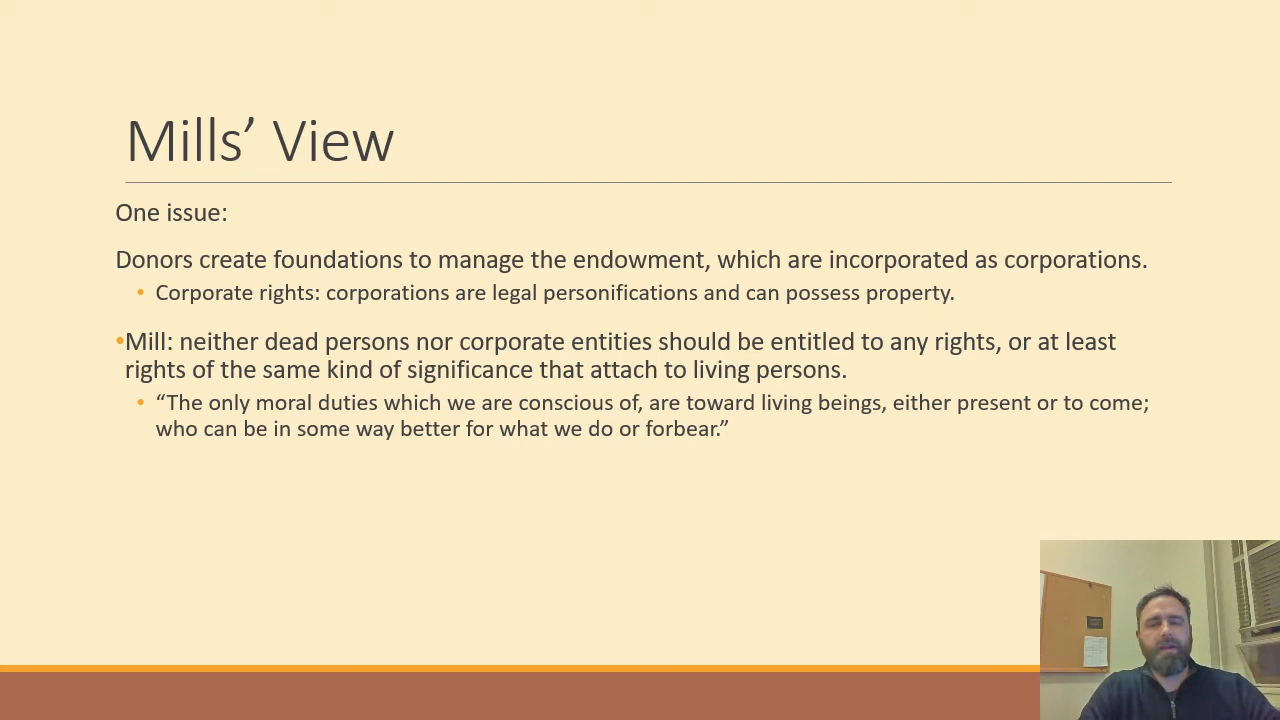 Mills’ View
One issue:
Donors create foundations to manage the endowment, which are incorporated as corporations.
• Corporate rights: corporations are legal personifications and can possess property.
•Mill: neither dead persons nor corporate entities should be entitled to any rights, or at least
rights of the same kind of significance that attach to living persons.
• “The only moral duties which we are conscious of, are toward living beings, either present or to come;
who can be in some way better for what we do or forbear.”